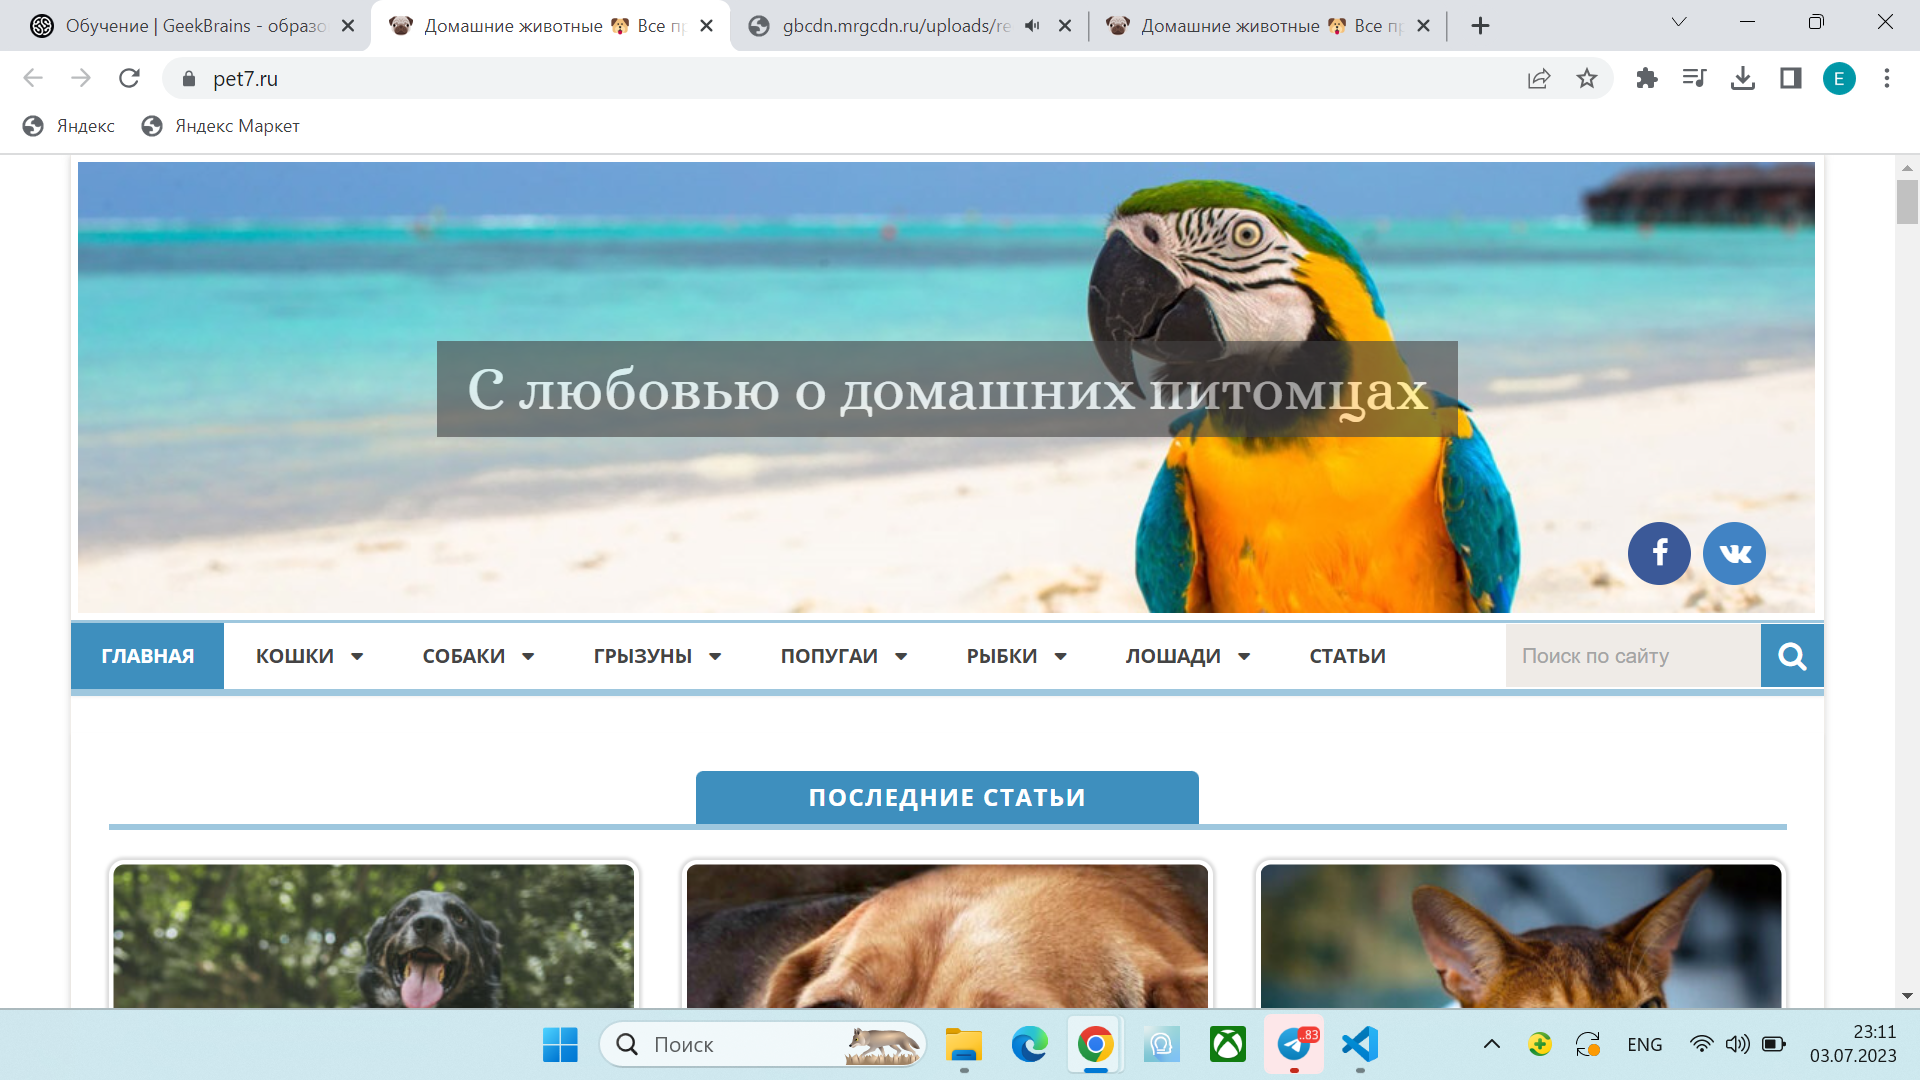 Обучение | GeekBrains - образо
Домашние животные Все пр
gbcdn.mrgcdn.ru/uploads/re
Домашние животные Все пр
pet7.ru
E
Яндекс
Яндекс Маркет
С любовью о домашних питомцах
ГЛАВНАЯ
КОШКИ
СОБАКИ
ГРЫЗУНЫ
ПОПУГАИ
РЫБКИ
ЛОШАДИ
СТАТЬИ
Поиск по сайту
ПОСЛЕДНИЕ СТАТЬИ
Поиск
..83
ENG
23:11
03.07.2023